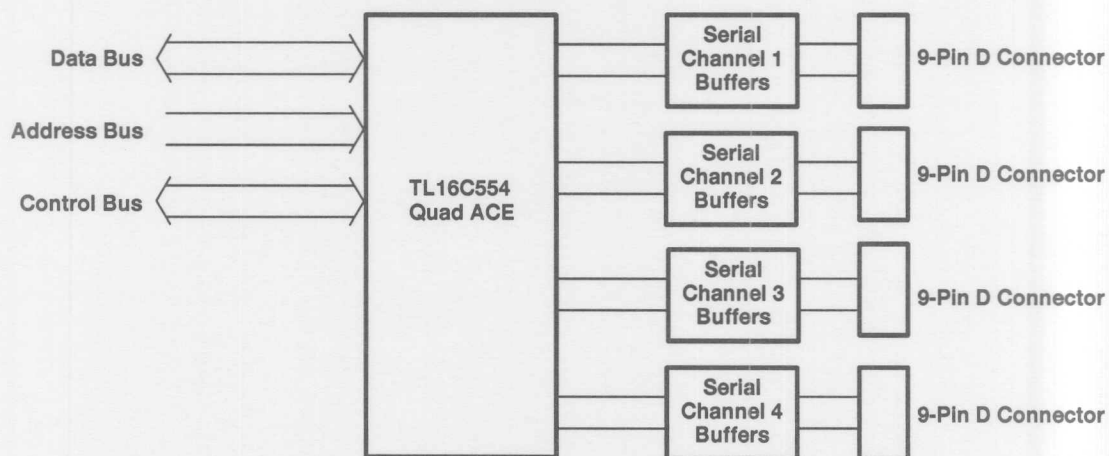 Data Bus
Address Bus
Control Bus
TL16C554
Quad ACE
Serial
Channel 1
Buffers
9-Pin D Connector
Serial
Channel 2
Buffers
9-Pin D Connector
Serial
Channel 3
Buffers
9-Pin D Connector
Serial
Channel 4
Buffers
9-Pin D Connector